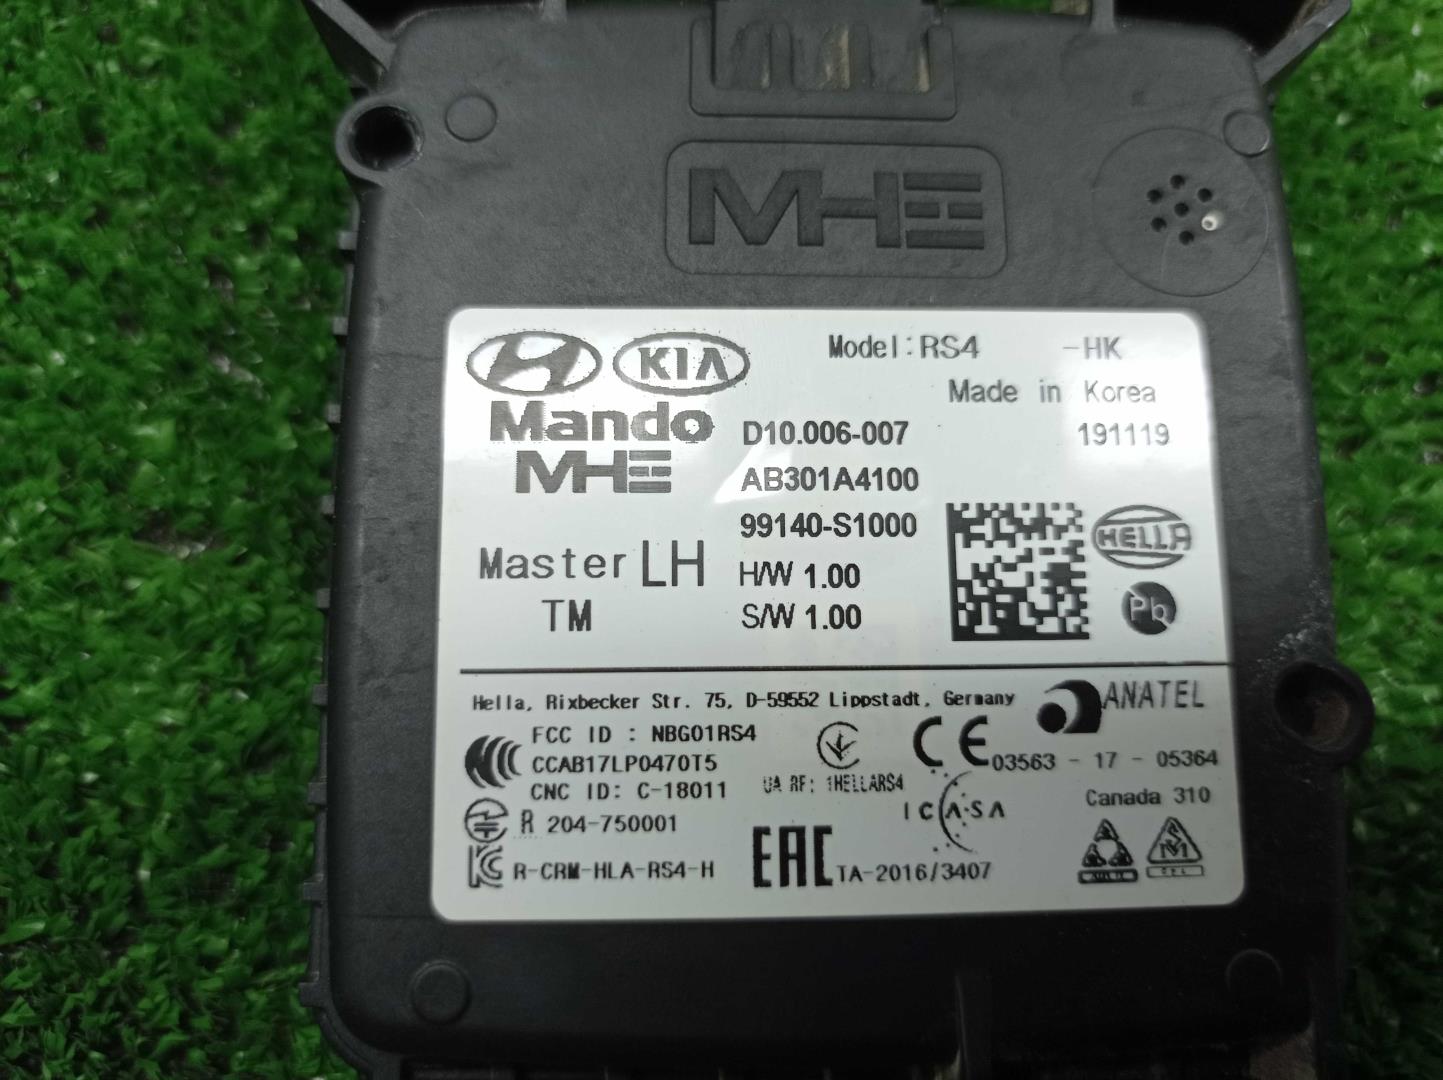 MHE
KIA
Model:RS4 -HK
Made in Korea
Mando D10.006-007 191119
MHE AB301A4100
99140-S1000
HELLA
Master LH H/W 1.00
TM S/W 1.00
Pb
Hella, Rixbecker Str. 75, D-59552 Lippstadt, Germany
ANATEL
FCC ID : NBG01RS4
CCAB17LP0470T5
CE
03563 - 17 - 05364
CNC ID: C-18011
UA RF: 1HELLARS4
ICASA
Canada 310
R 204-750001
R-CRM-HLA-RS4-H
EAC
TA-2016/3407